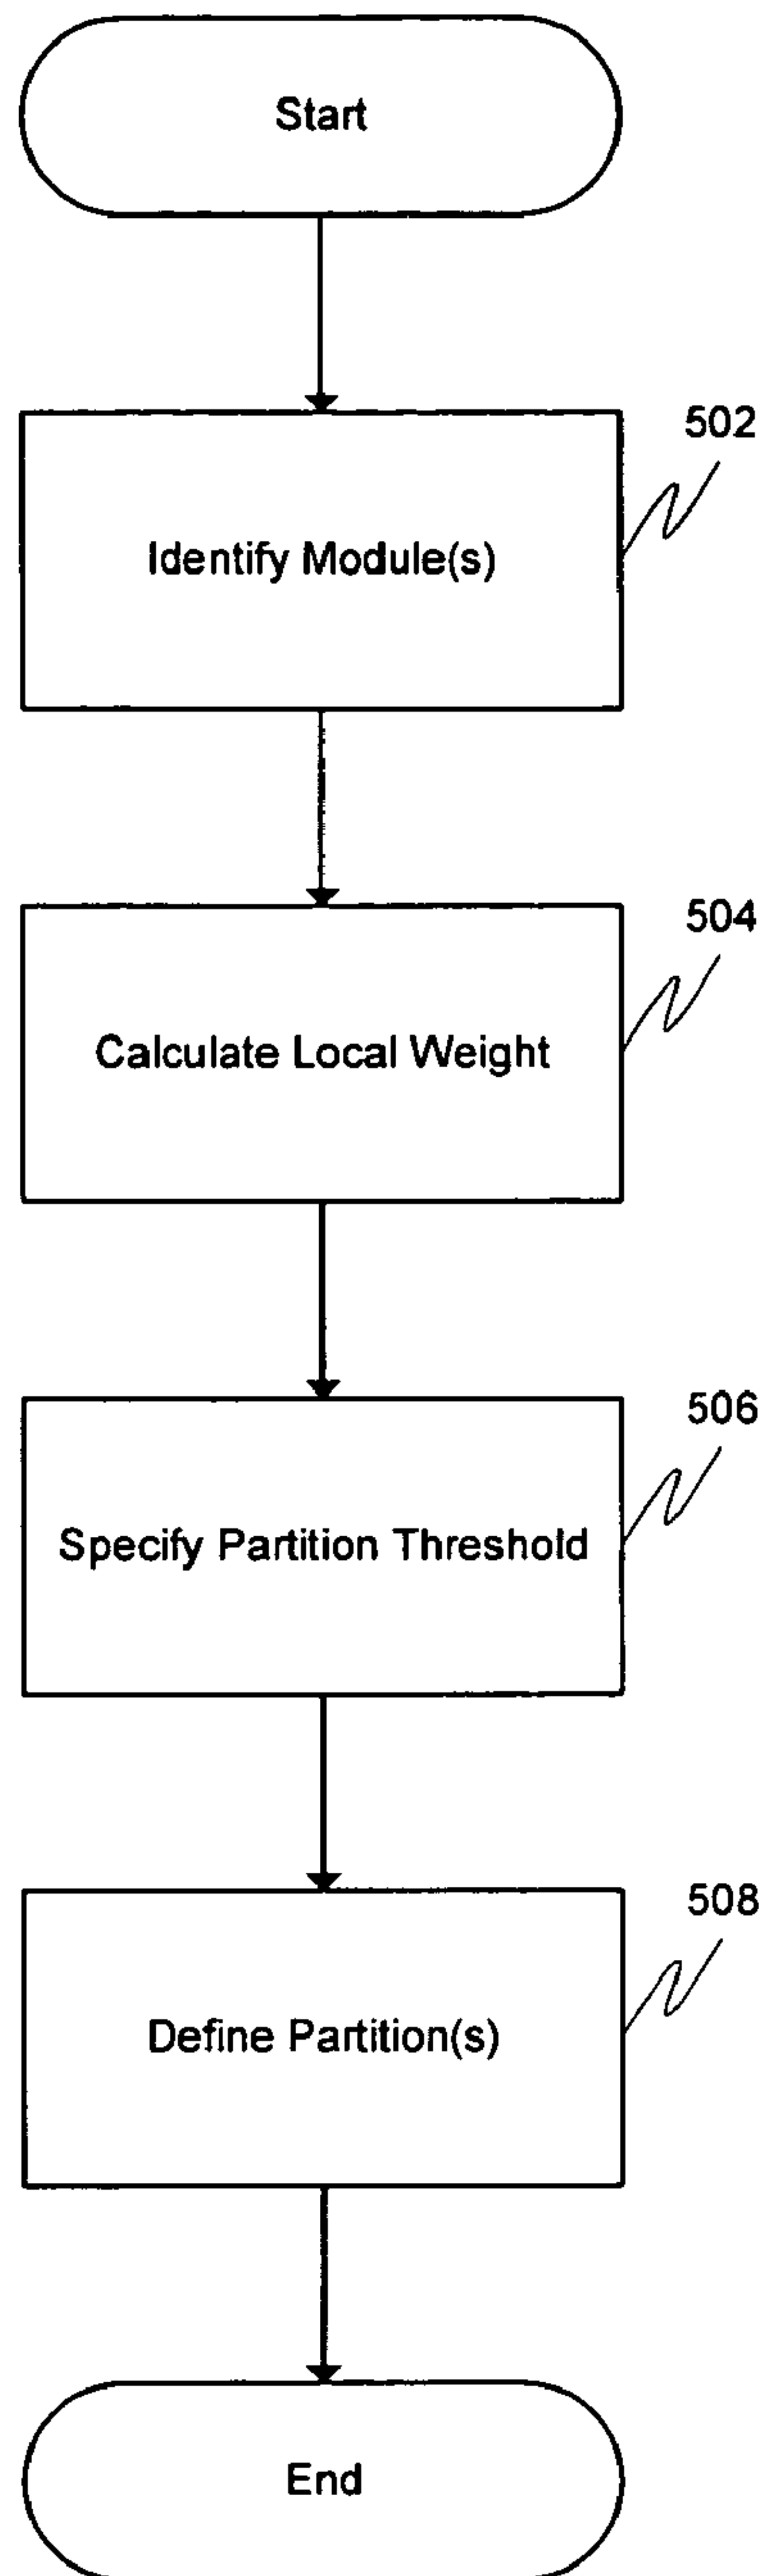 Start
502
Identify Module(s)
504
Calculate Local Weight
506
Specify Partition Threshold
508
Define Partition(s)
End